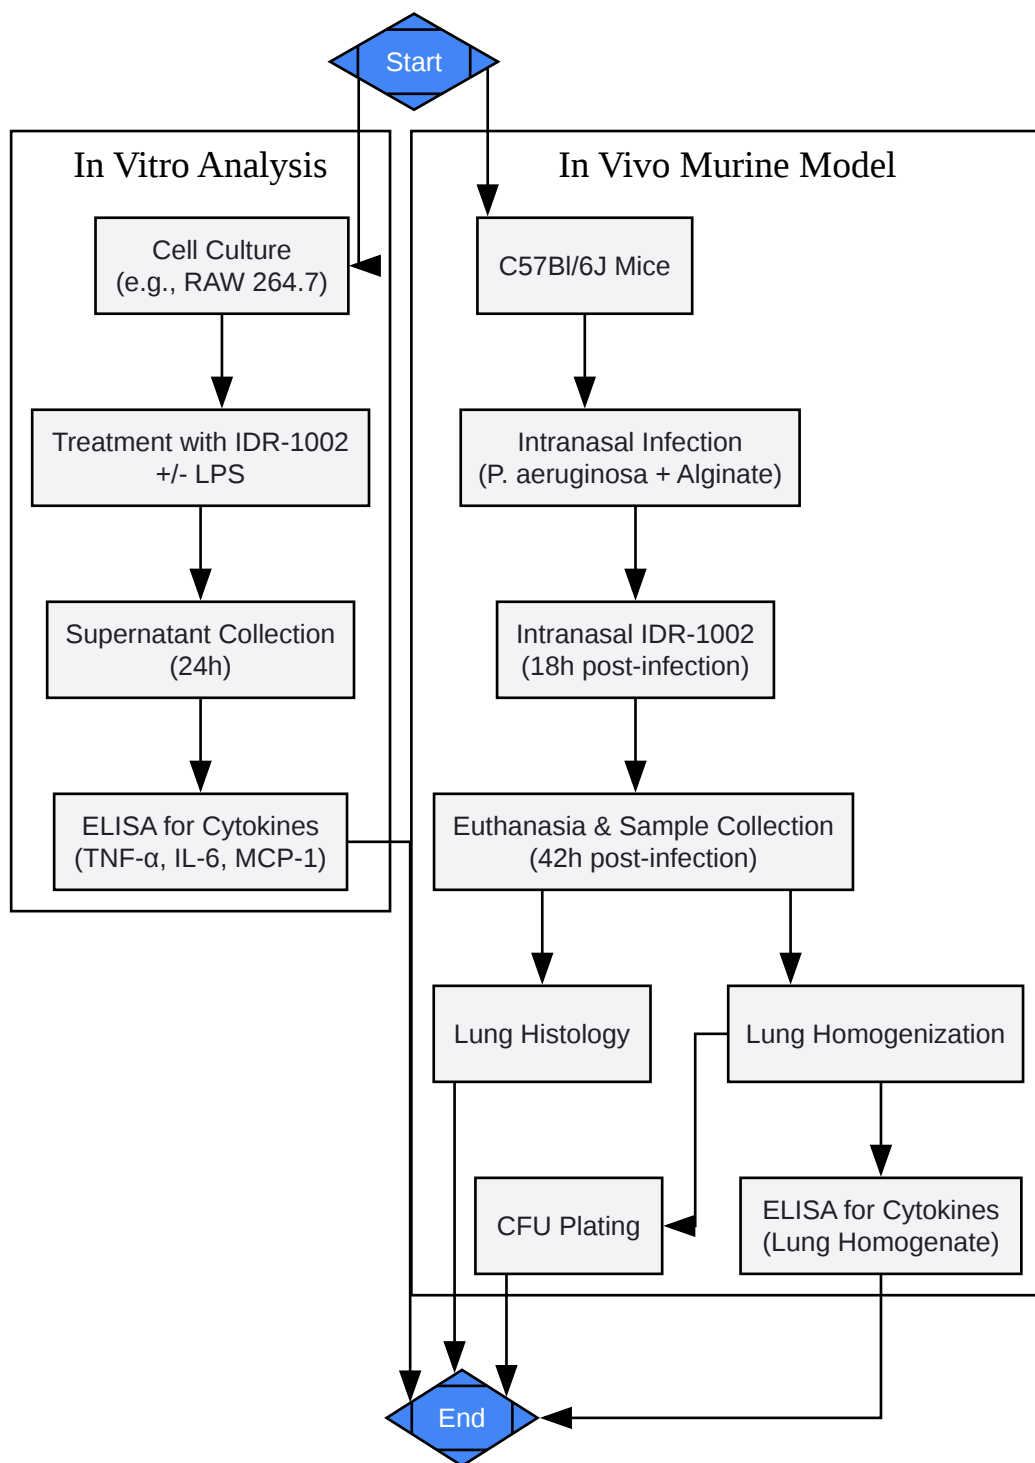 Start
In Vitro Analysis
Cell Culture
(e.g., RAW 264.7)
Treatment with IDR-1002
+/- LPS
Supernatant Collection
(24h)
ELISA for Cytokines
(TNF-α, IL-6, MCP-1)
In Vivo Murine Model
C57Bl/6J Mice
Intranasal Infection
(P. aeruginosa + Alginate)
Intranasal IDR-1002
(18h post-infection)
Euthanasia & Sample Collection
(42h post-infection)
Lung Histology
Lung Homogenization
CFU Plating
ELISA for Cytokines
(Lung Homogenate)
End